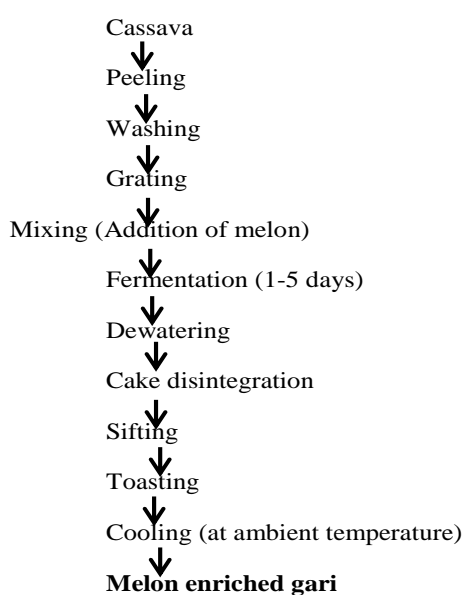 Cassava
Peeling
Washing
Grating
Mixing (Addition of melon)
Fermentation (1-5 days)
Dewatering
Cake disintegration
Sifting
Toasting
Cooling (at ambient temperature)
Melon enriched gari